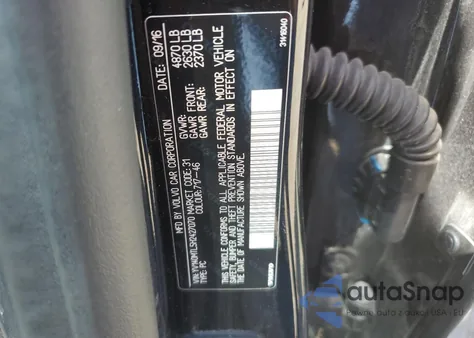 MFD BY VOLVO CAR CORPORATION DATE: 09/16
GVWR: 4870 LB
GAWR FRONT: 2630 LB
GAWR REAR: 2370 LB
MARKET CODE: 31
COLOUR: 717-46
TYPE: PC
THIS VEHICLE CONFORMS TO ALL APPLICABLE FEDERAL MOTOR VEHICLE
SAFETY, BUMPER AND THEFT PREVENTION STANDARDS IN EFFECT ON
THE DATE OF MANUFACTURE SHOWN ABOVE.
31418040
autoSnap